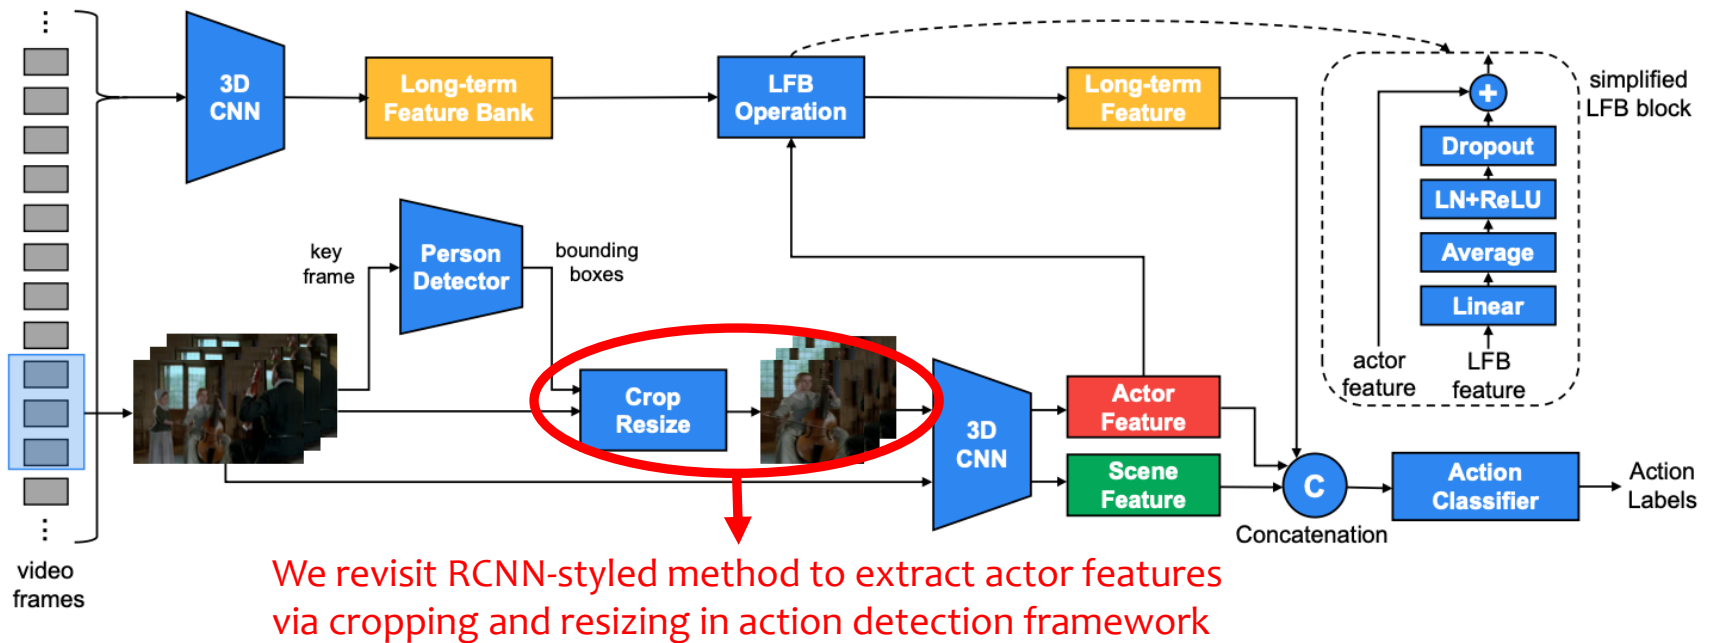 3D
CNN
Long-term
Feature Bank
LFB
Operation
Long-term
Feature
+
simplified
LFB block
Dropout
LN+ReLU
Average
Linear
actor
feature
LFB
feature
key
frame
Person
Detector
bounding
boxes
Crop
Resize
3D
CNN
Actor
Feature
Scene
Feature
C
Concatenation
Action
Classifier
Action
Labels
video
frames
We revisit RCNN-styled method to extract actor features
via cropping and resizing in action detection framework